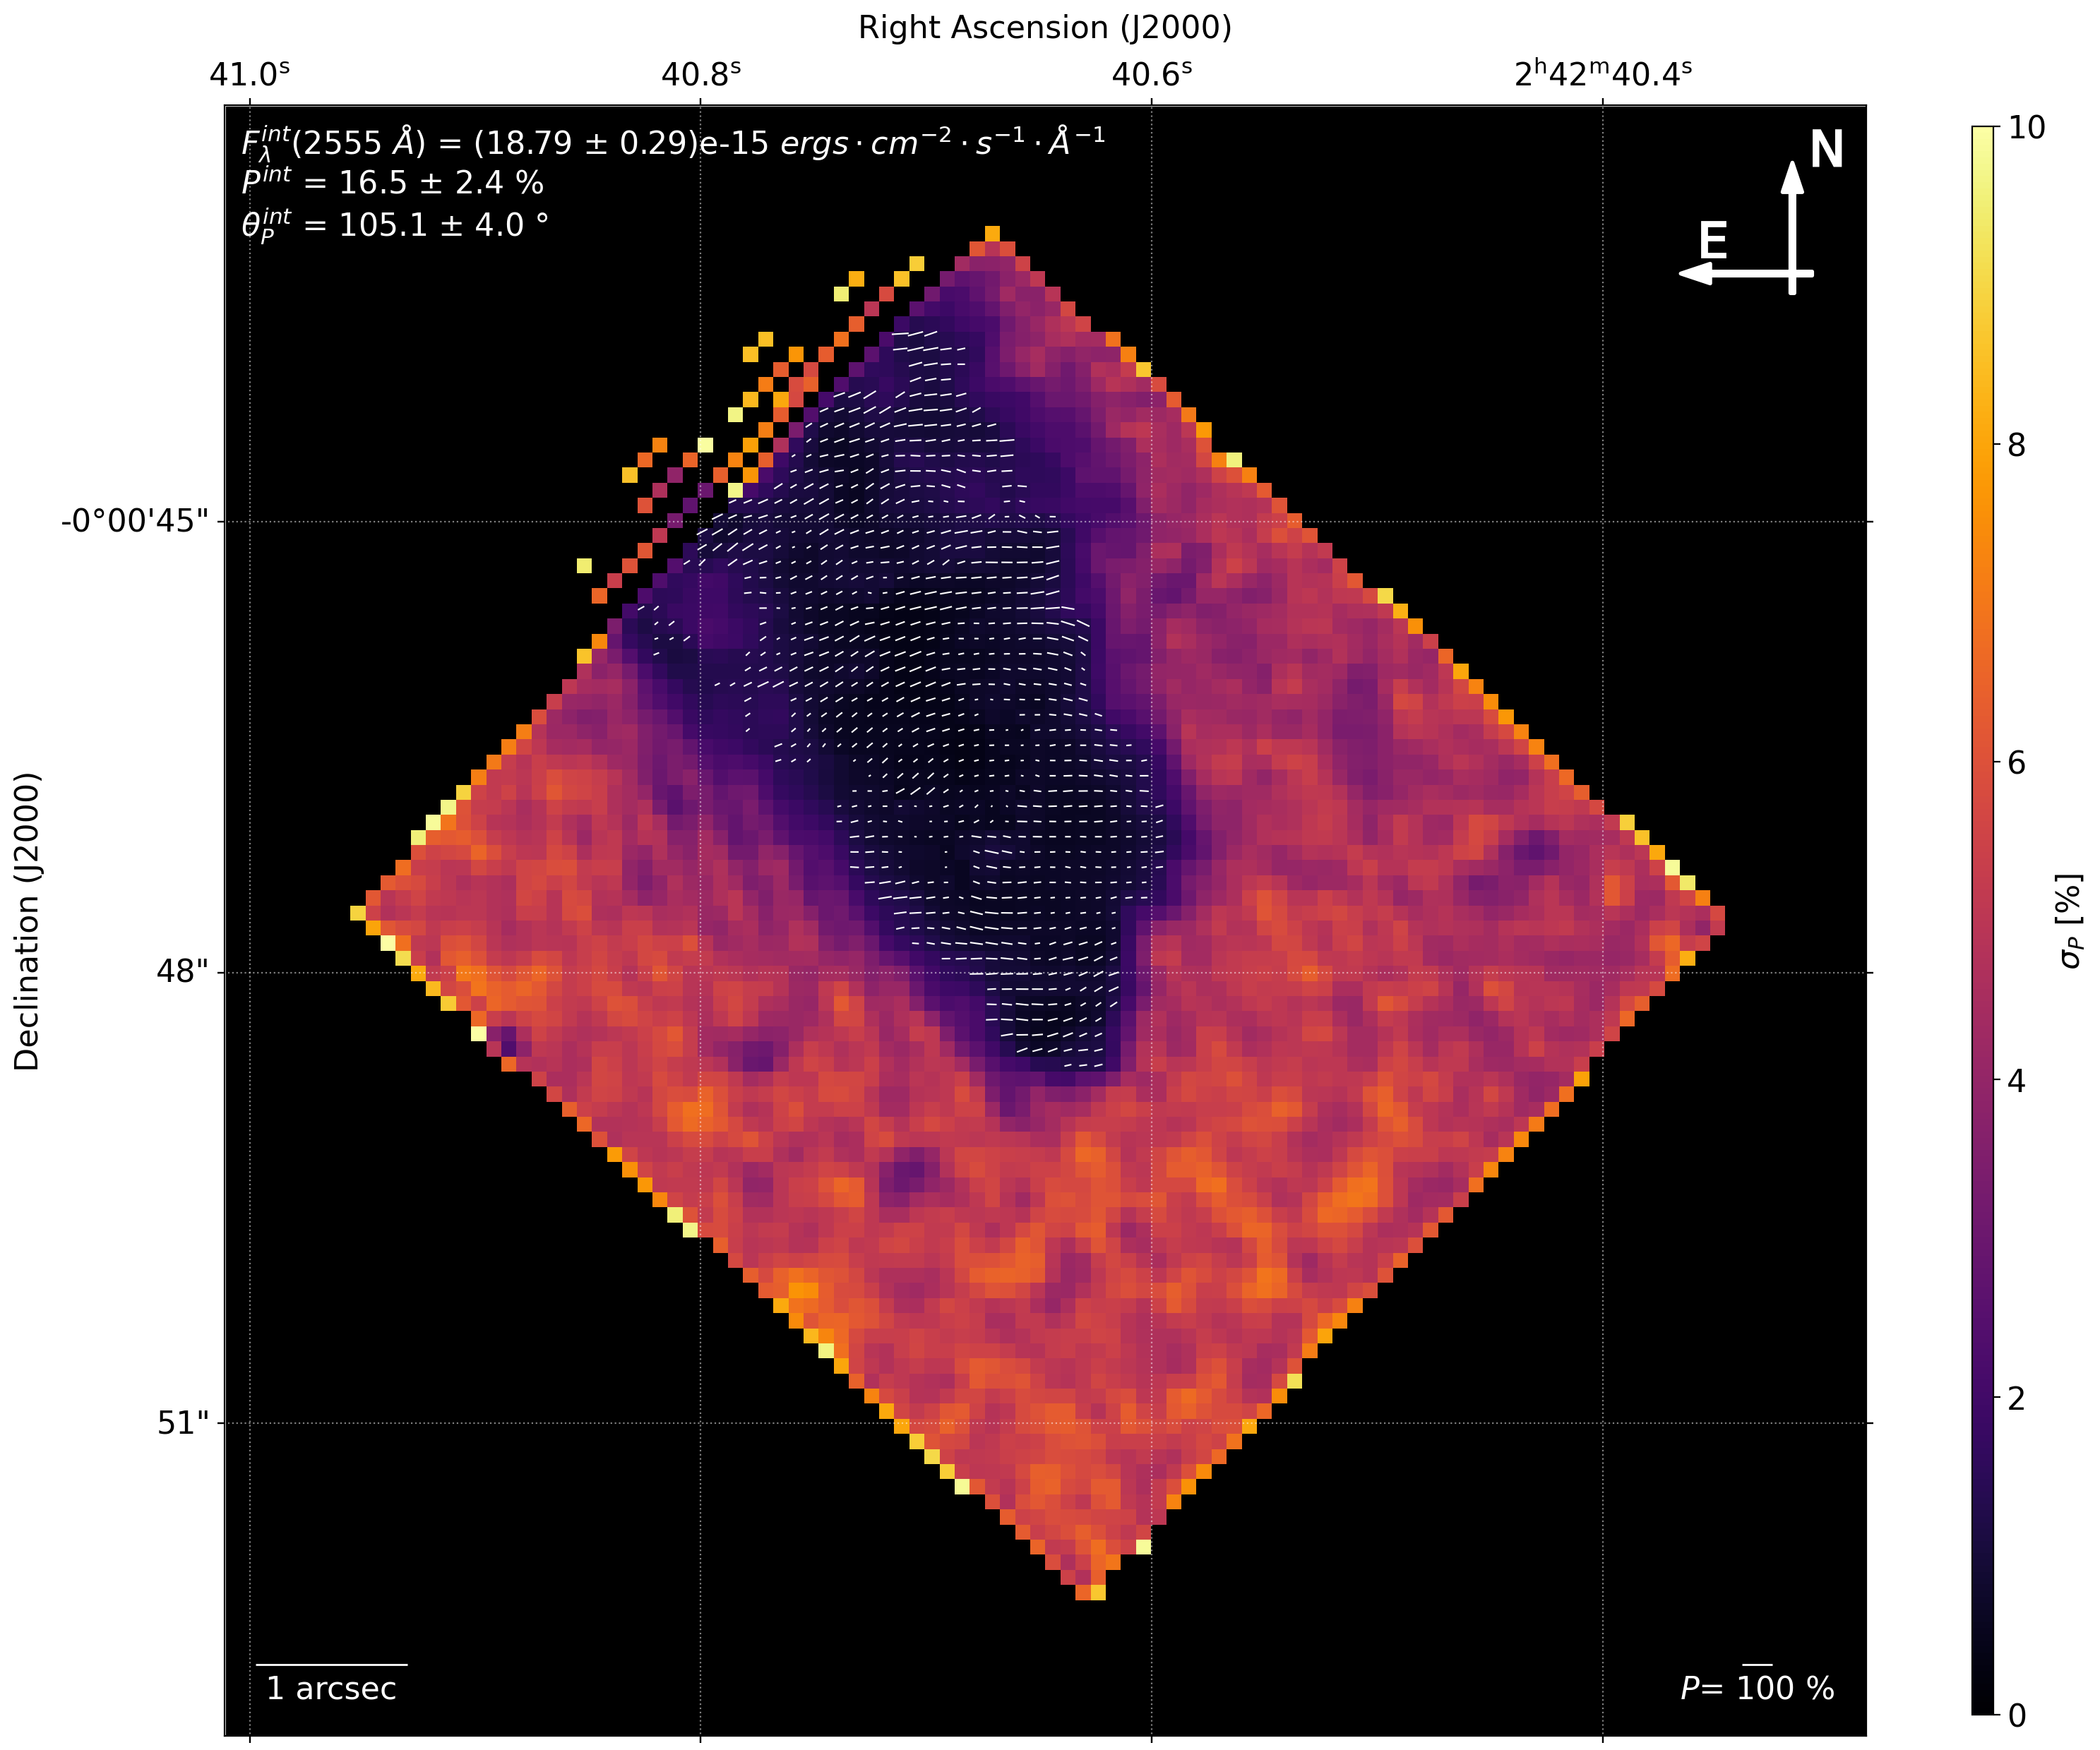 Right Ascension (J2000)
41.0ˢ 40.8ˢ 40.6ˢ 2ʰ42ᵐ40.4ˢ
F_λ^int(2555 Å) = (18.79 ± 0.29)e-15 ergs · cm⁻² · s⁻¹ · Å⁻¹
P^int = 16.5 ± 2.4 %
θ_P^int = 105.1 ± 4.0 °
N
E
-0°00'45"
48"
51"
Declination (J2000)
1 arcsec
P= 100 %
10
8
6
4
2
0
σ_P [%]